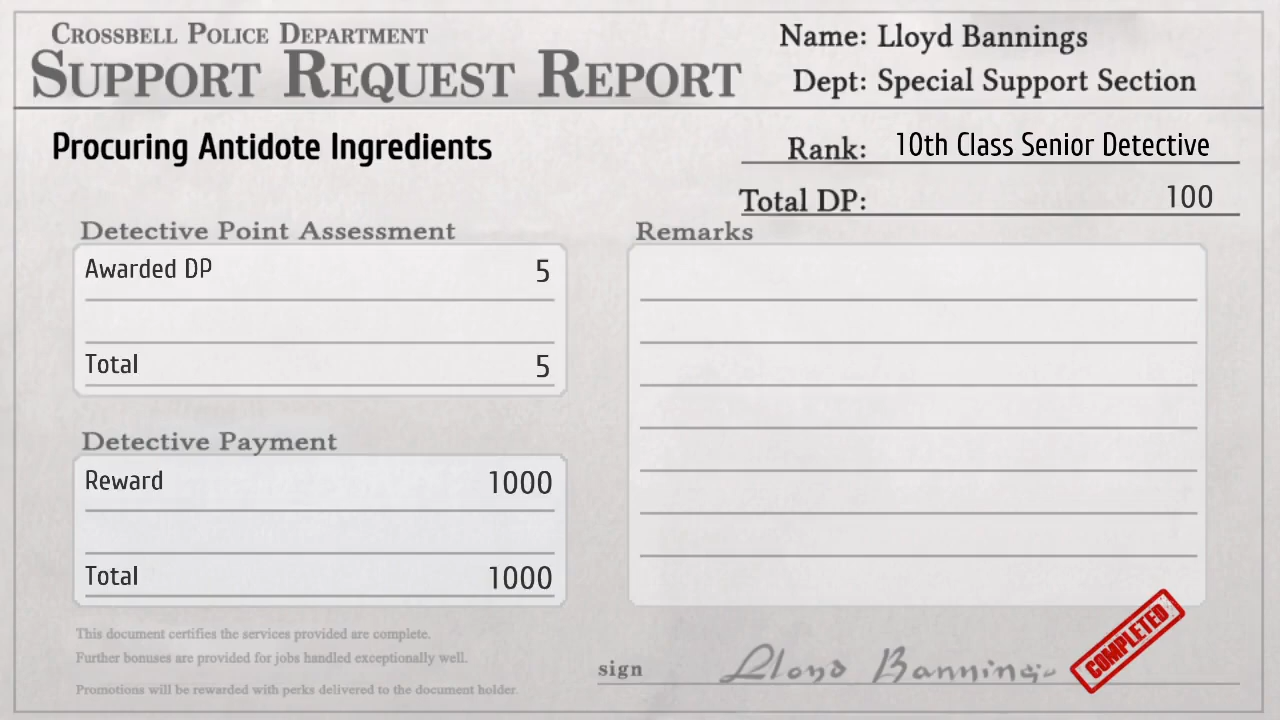 Crossbell Police Department
Support Request Report
Name: Lloyd Bannings
Dept: Special Support Section
Procuring Antidote Ingredients
Rank: 10th Class Senior Detective
Total DP: 100
Detective Point Assessment
Awarded DP 5
Total 5
Remarks
Detective Payment
Reward 1000
Total 1000
This document certifies the services provided are complete.
Further bonuses are provided for jobs handled exceptionally well.
Promotions will be rewarded with perks delivered to the document holder.
sign Lloyd Bannings
COMPLETED